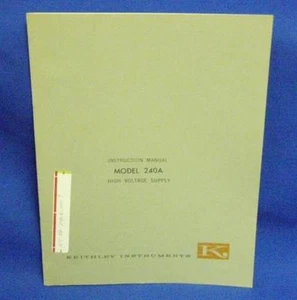 INSTRUCTION MANUAL
MODEL 240A
HIGH VOLTAGE SUPPLY
KEITHLEY INSTRUMENTS
K